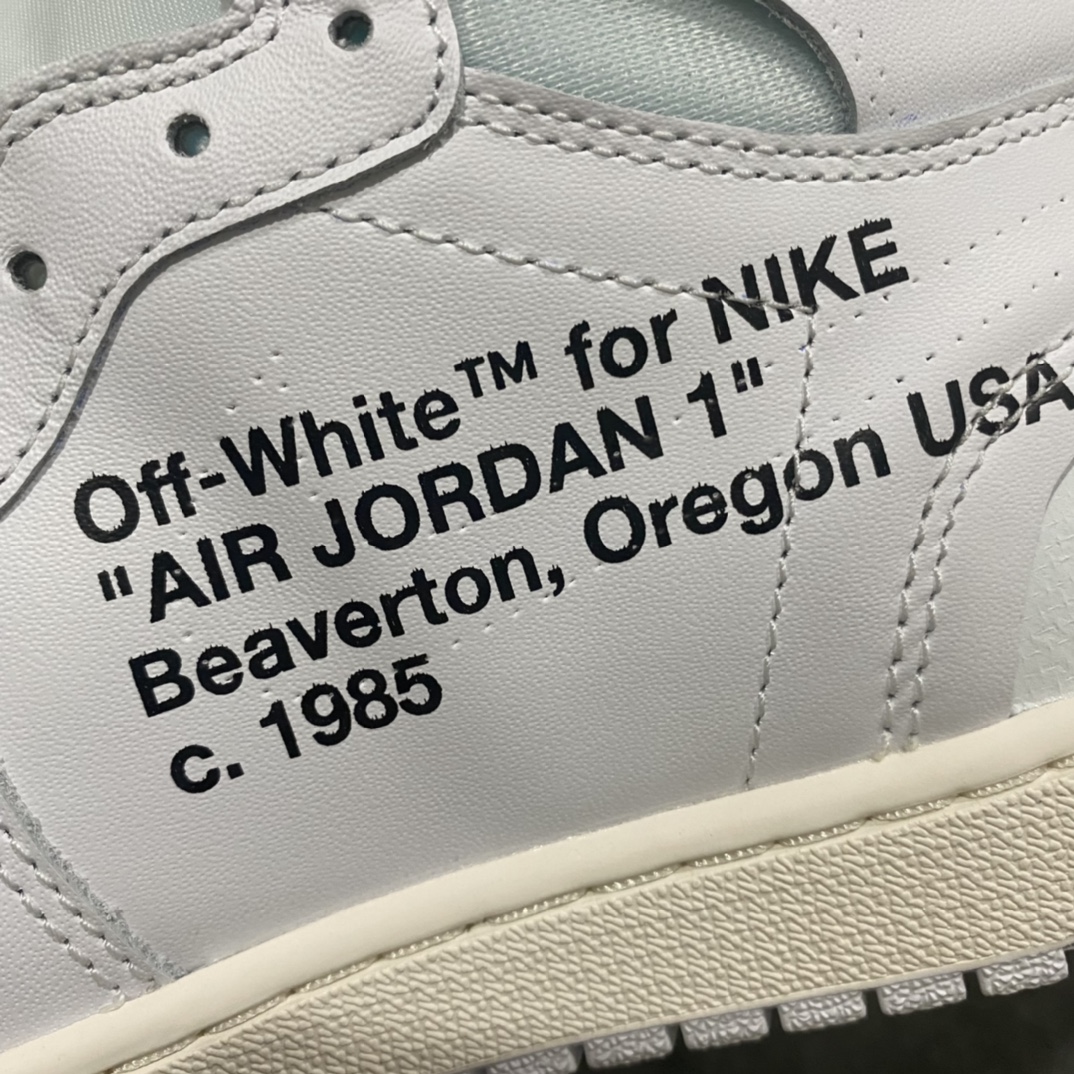 Off-White™ for NIKE
"AIR JORDAN 1"
Beaverton, Oregon USA
c. 1985